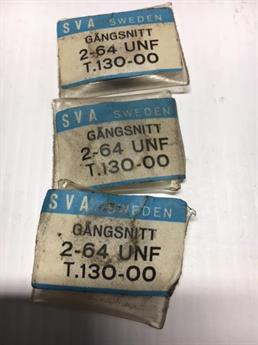 SVA SWEDEN
GÄNGSNITT
2-64 UNF
T.130-00
SVA SWEDEN
GÄNGSNITT
2-64 UNF
T.130-00
SVA SWEDEN
GÄNGSNITT
2-64 UNF
T.130-00